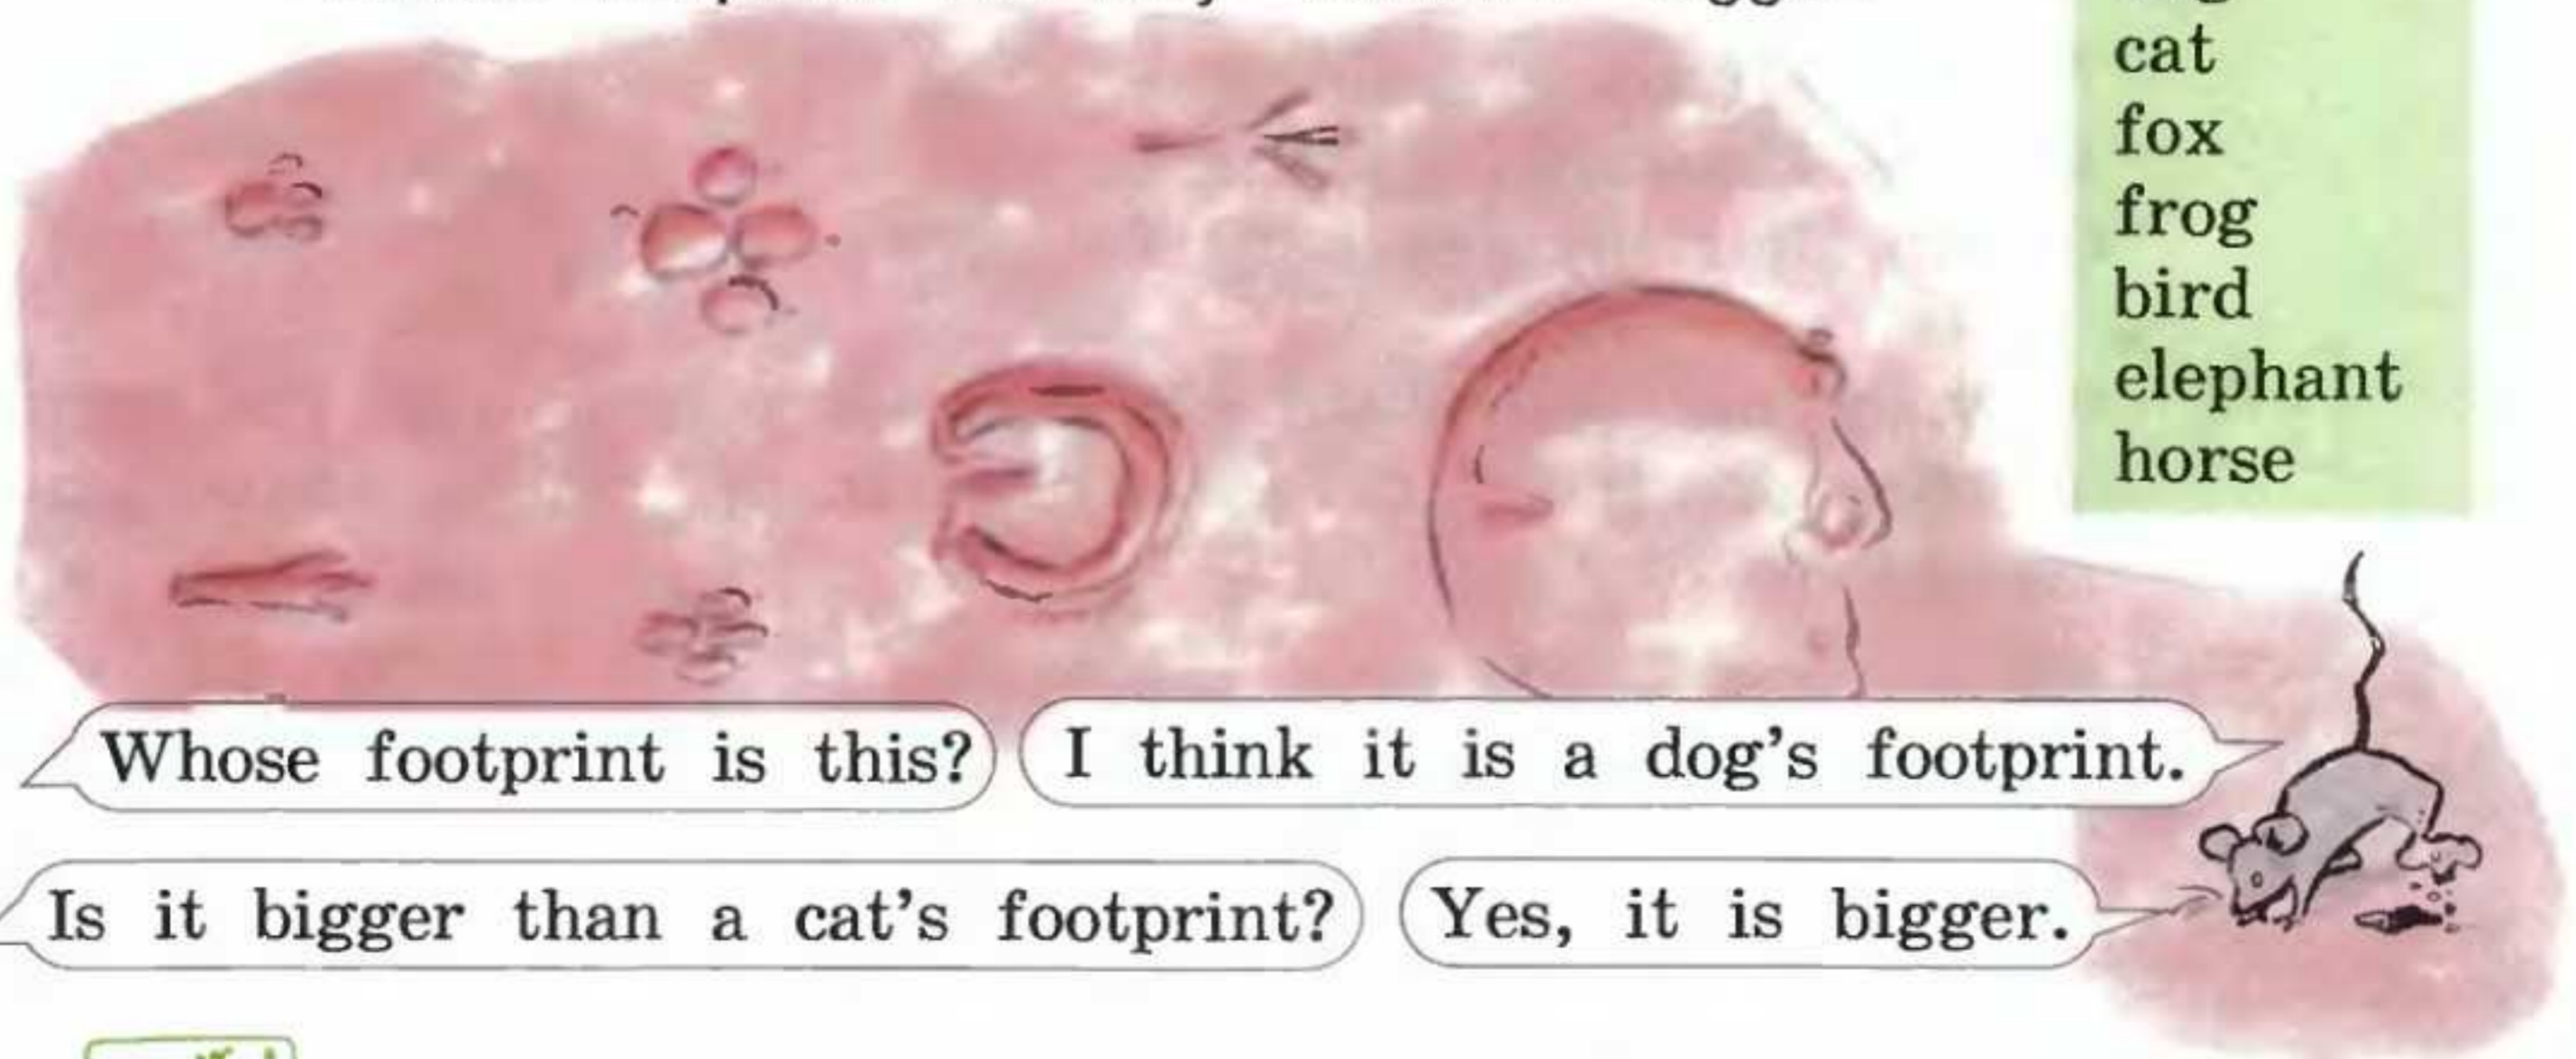 cat
fox
frog
bird
elephant
horse
Whose footprint is this?
I think it is a dog's footprint.
Is it bigger than a cat's footprint?
Yes, it is bigger.